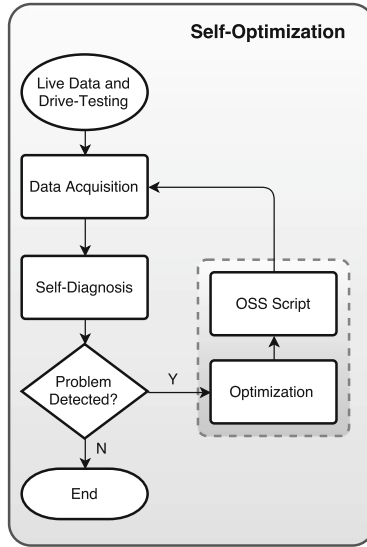 Self-Optimization
Live Data and
Drive-Testing
Data Acquisition
Self-Diagnosis
OSS Script
Problem
Detected?
Y
Optimization
N
End